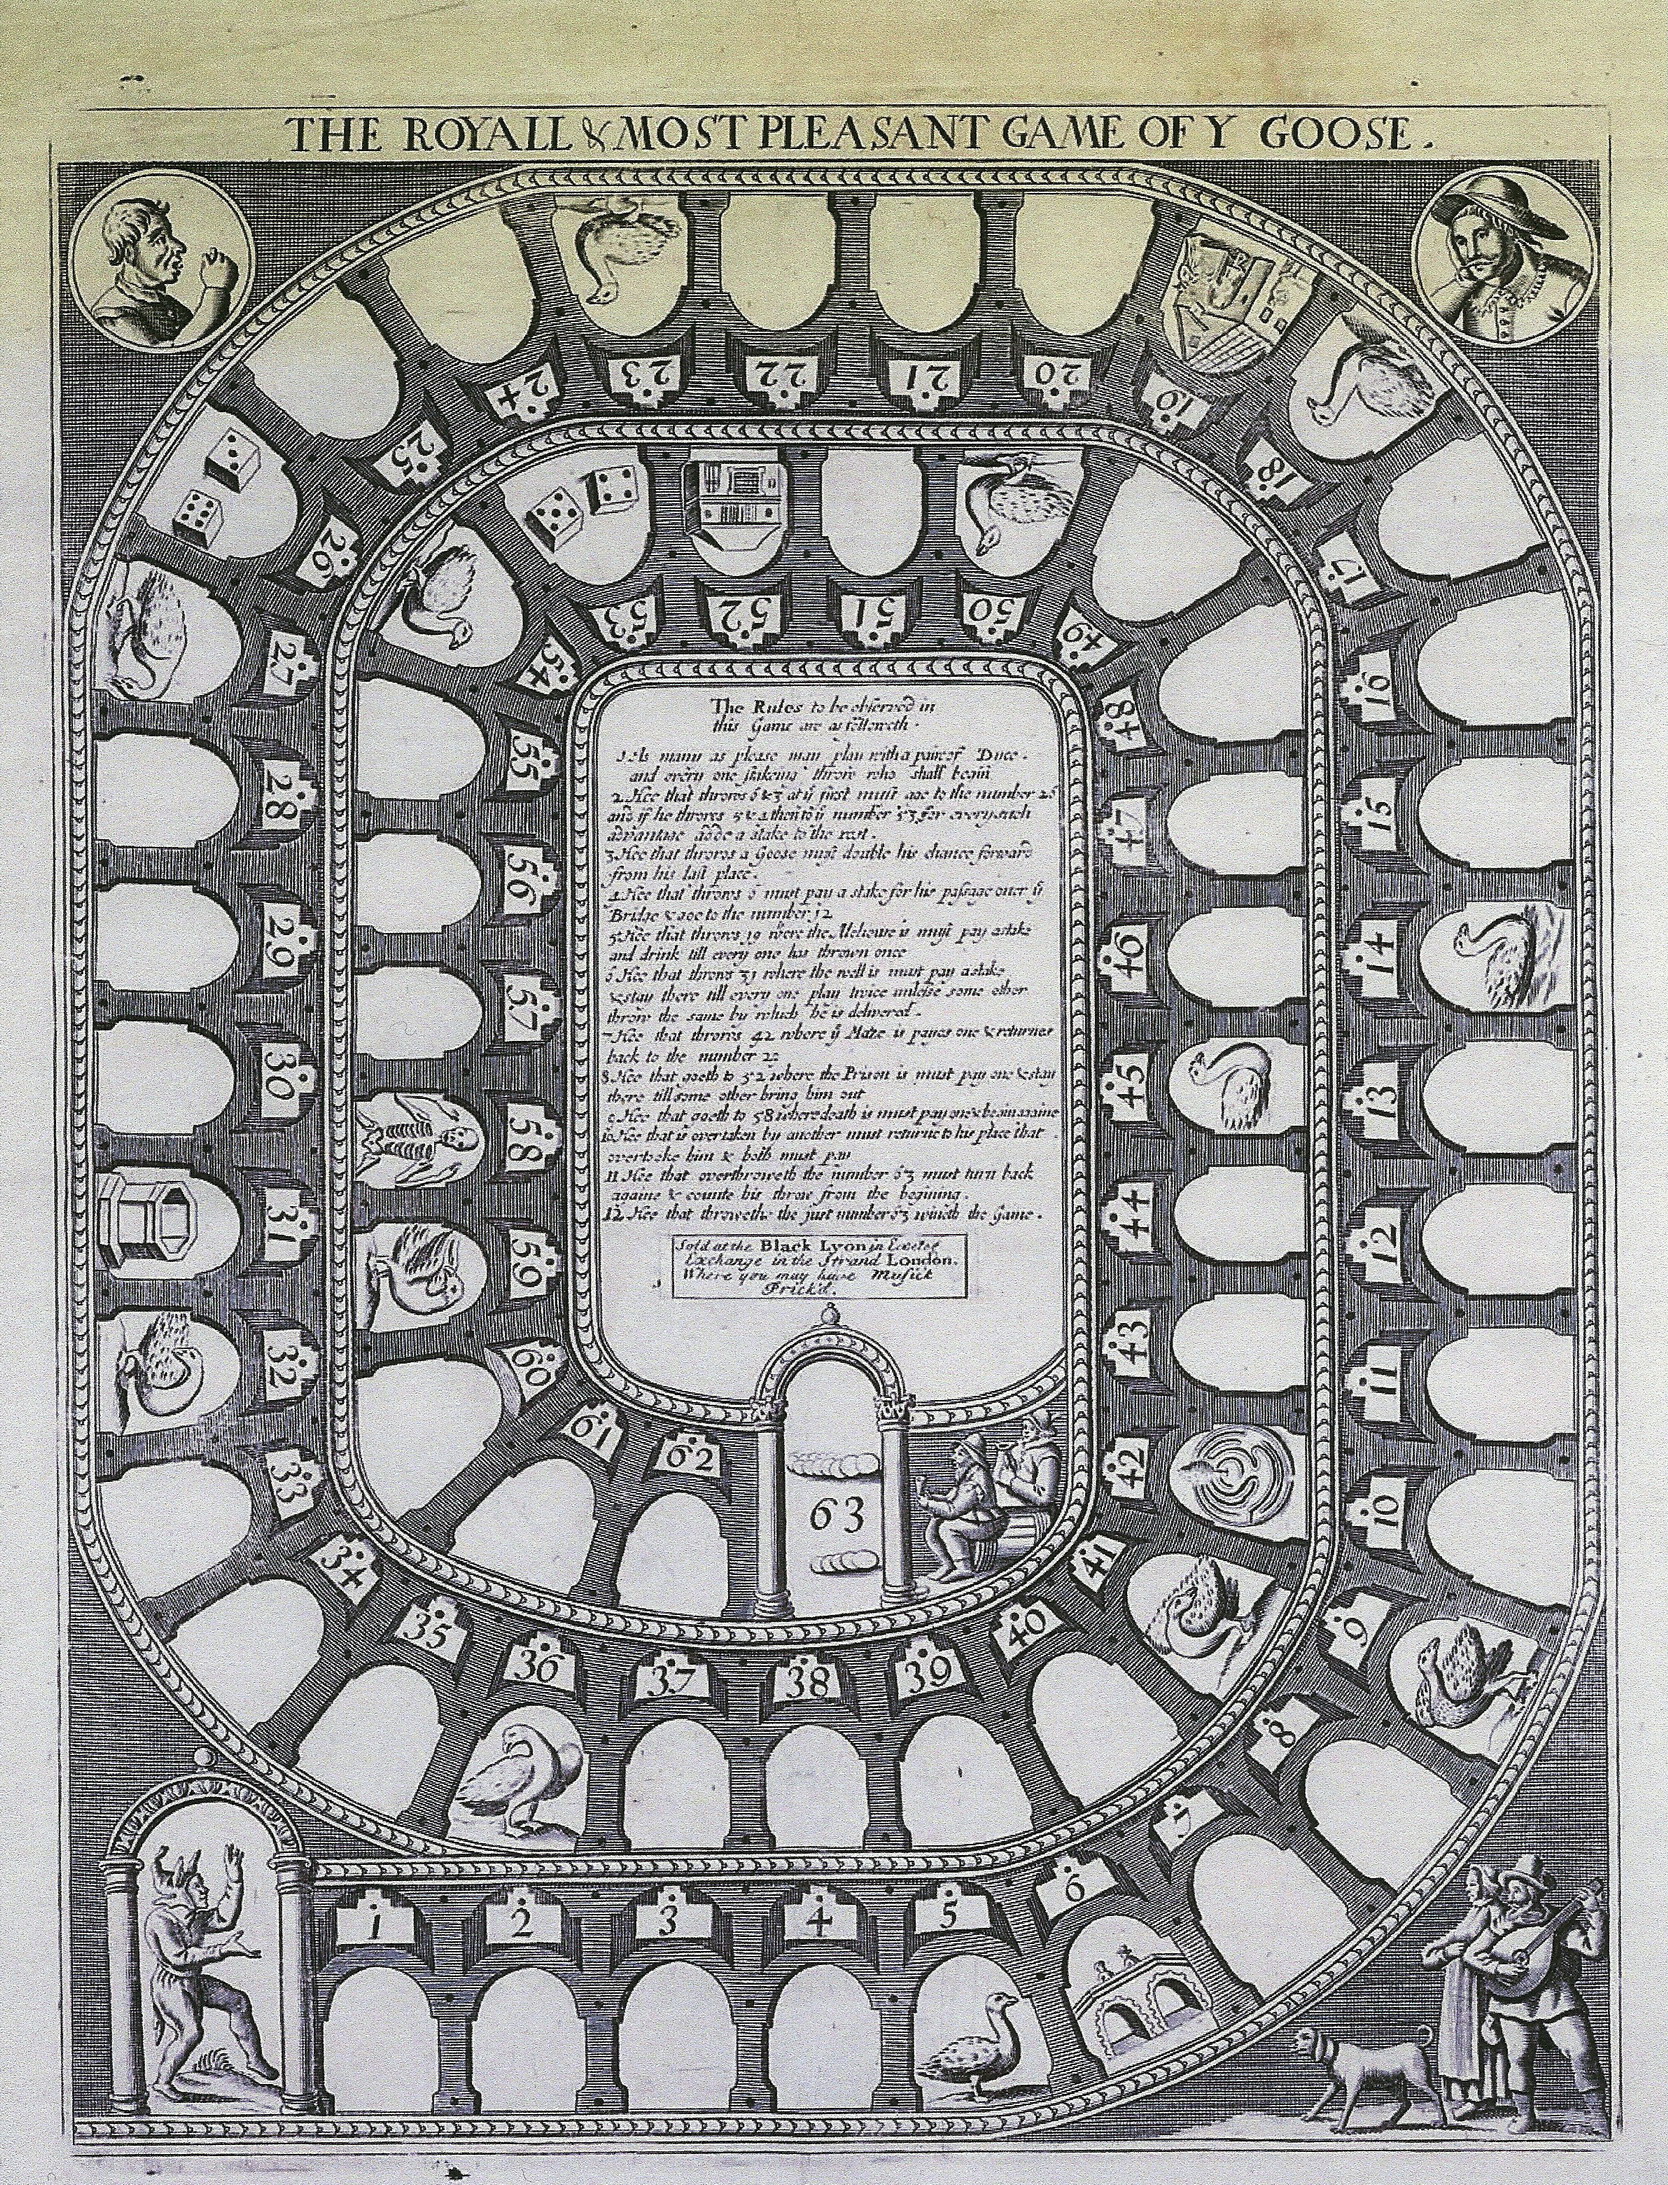 THE ROYALL & MOST PLEASANT GAME OF Y GOOSE.
The Rules to be observed in
this Game are as followeth.
1 As many as please may play with a paire of Dice.
and every one stakeing throw who shall begin
2 Hee that throws 6 & 3 at y first must goe to the number 26
and if he throws 5 & 4 then to y number 53 for every such
advantage adde a stake to the rest.
3 Hee that throws a Goose must double his chance forward
from his last place.
4 Hee that throws 6 must pay a stake for his passage over y
Bridge & goe to the number 12
5 Hee that throws 19 where the Alehouse is must pay a stake
and drink till every one has thrown once
6 Hee that throws 31 where the well is must pay a stake
& stay there till every one play twice unlesse some other
throw the same by which he is delivered.
7 Hee that throws 42 where y Maze is payes one & returnes
back to the number 22
8 Hee that goeth to 52 where the Prison is must pay one & stay
there till some other bring him out
9 Hee that goeth to 58 where death is must pay one & begin againe
10 Hee that is overtaken by another must returne to his place that
overtooke him & both must pay
11 Hee that overthroweth the number 63 must turn back
againe & counte his throw from the begining.
12 Hee that throweth the just number 63 wineth the Game.
Sold at the Black Lyon in
Exchange in the Strand London.
Where you may have Musick
Prick'd.
1
2
3
4
5
6
7
8
9
10
11
12
13
14
15
16
17
18
19
20
21
22
23
24
25
26
27
28
29
30
31
32
33
34
35
36
37
38
39
40
41
42
43
44
45
46
47
48
49
50
51
52
53
54
55
56
57
58
59
60
61
62
63